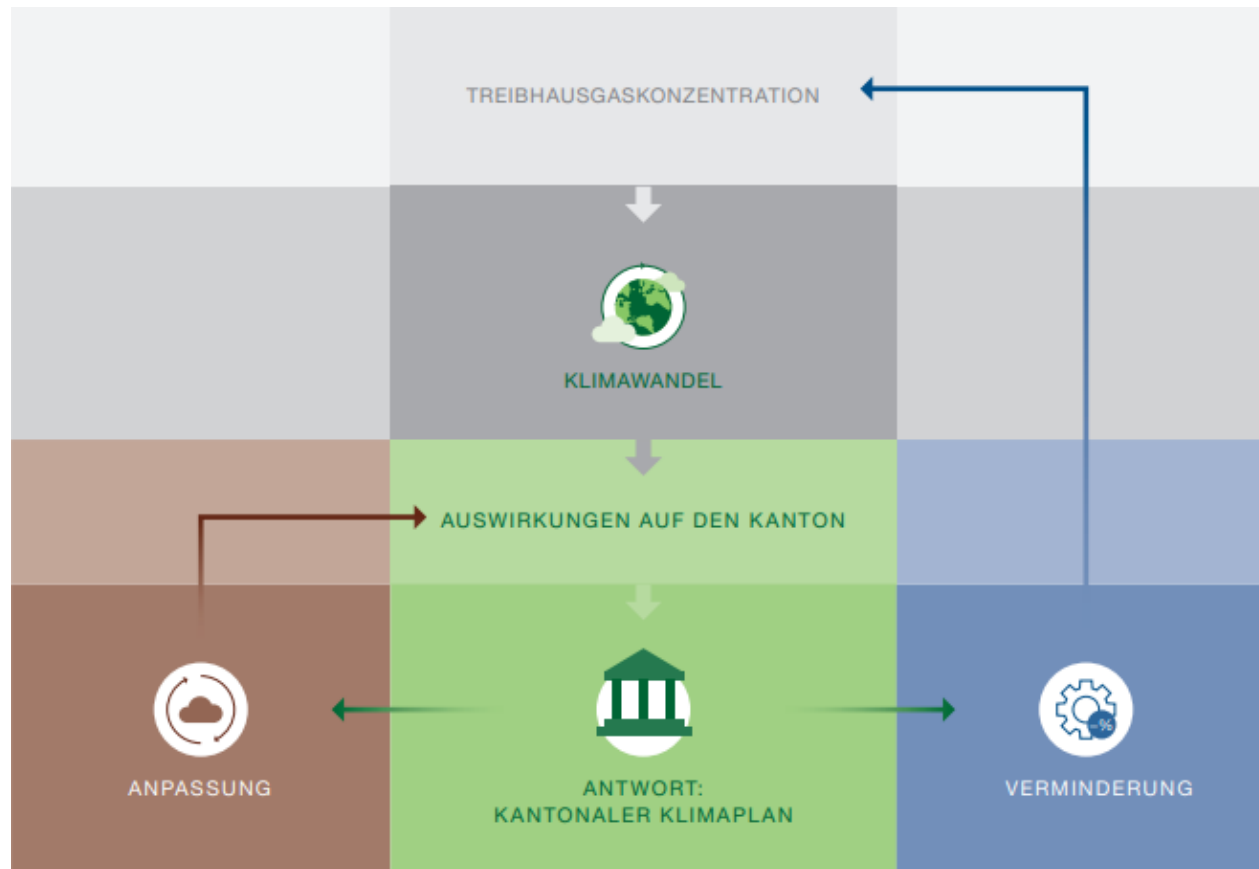 TREIBHAUSGASKONZENTRATION
KLIMAWANDEL
AUSWIRKUNGEN AUF DEN KANTON
ANPASSUNG
ANTWORT:
KANTONALER KLIMAPLAN
-%
VERMINDERUNG